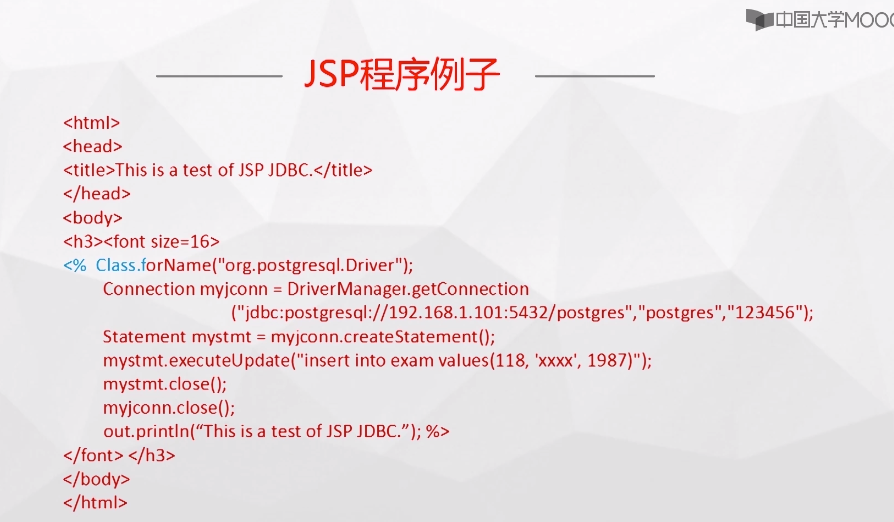 中国大学MOOC
JSP程序例子
<html>
<head>
<title>This is a test of JSP JDBC.</title>
</head>
<body>
<h3><font size=16>
<% Class.forName("org.postgresql.Driver");
Connection myjconn = DriverManager.getConnection
("jdbc:postgresql://192.168.1.101:5432/postgres","postgres","123456");
Statement mystmt = myjconn.createStatement();
mystmt.executeUpdate("insert into exam values(118, 'xxxx', 1987)");
mystmt.close();
myjconn.close();
out.println(“This is a test of JSP JDBC.”); %>
</font> </h3>
</body>
</html>